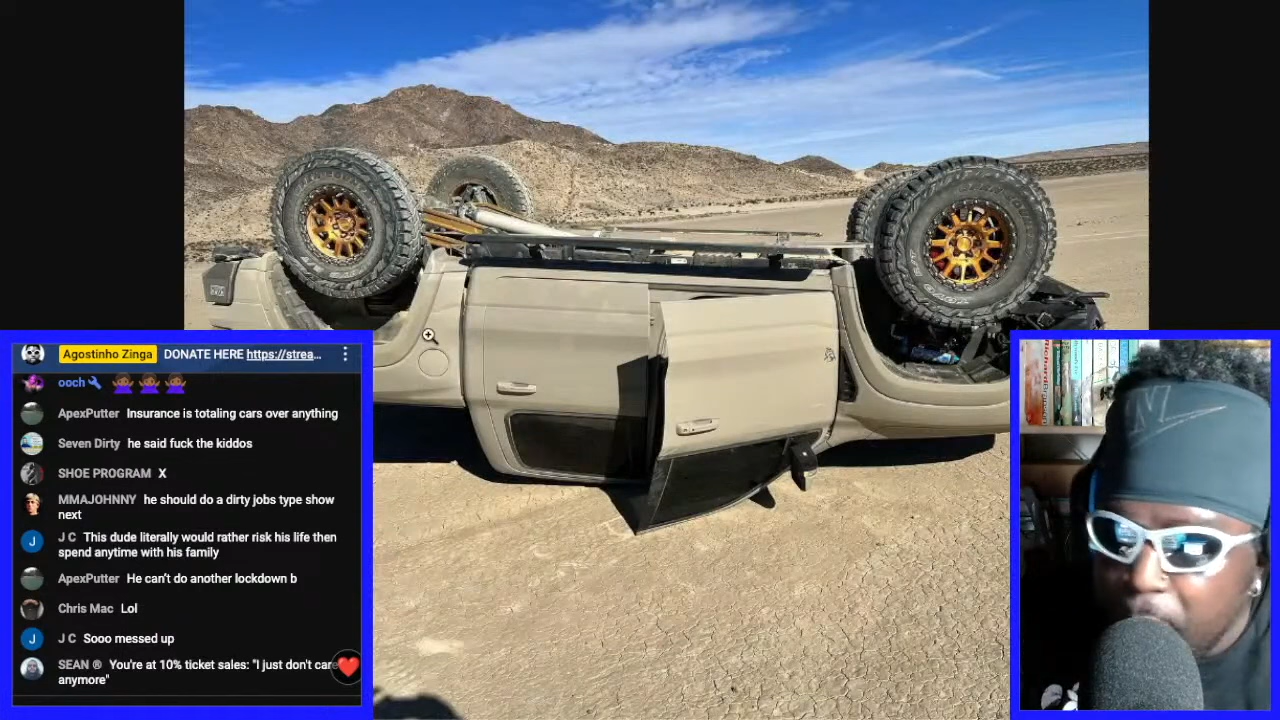 Agostinho Zinga DONATE HERE https://strea...
ooch
ApexPutter Insurance is totaling cars over anything
Seven Dirty he said fuck the kiddos
SHOE PROGRAM X
MMAJOHNNY he should do a dirty jobs type show
next
J C This dude literally would rather risk his life then
spend anytime with his family
ApexPutter He can't do another lockdown b
Chris Mac Lol
J C Sooo messed up
SEAN ® You're at 10% ticket sales: "I just don't care
anymore"
J
J